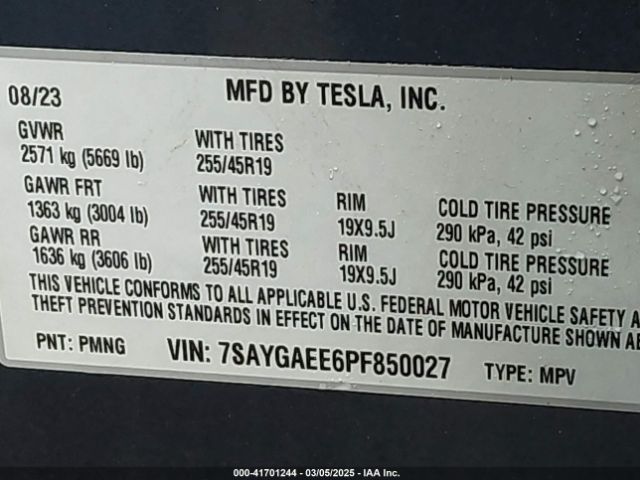 08/23 MFD BY TESLA, INC.
GVWR
2571 kg (5669 lb) WITH TIRES 255/45R19
GAWR FRT
1363 kg (3004 lb) WITH TIRES 255/45R19 RIM 19X9.5J COLD TIRE PRESSURE 290 kPa, 42 psi
GAWR RR
1636 kg (3606 lb) WITH TIRES 255/45R19 RIM 19X9.5J COLD TIRE PRESSURE 290 kPa, 42 psi
THIS VEHICLE CONFORMS TO ALL APPLICABLE U.S. FEDERAL MOTOR VEHICLE SAFETY A
THEFT PREVENTION STANDARDS IN EFFECT ON THE DATE OF MANUFACTURE SHOWN AB
PNT: PMNG VIN: 7SAYGAEE6PF850027 TYPE: MPV
000-41701244 - 03/05/2025 - IAA Inc.